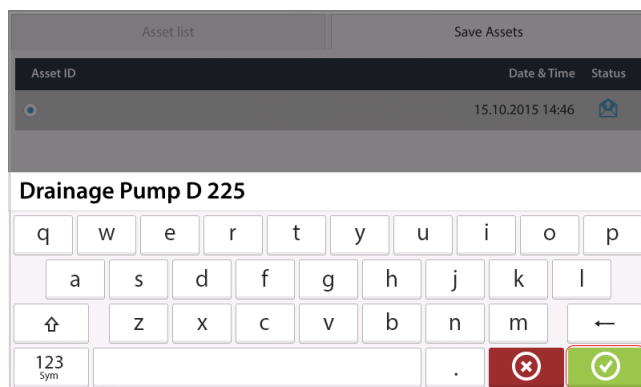 Asset list Save Assets
Asset ID Date & Time Status
15.10.2015 14:46
Drainage Pump D 225
q w e r t y u i o p
a s d f g h j k l
z x c v b n m
123
Sym .